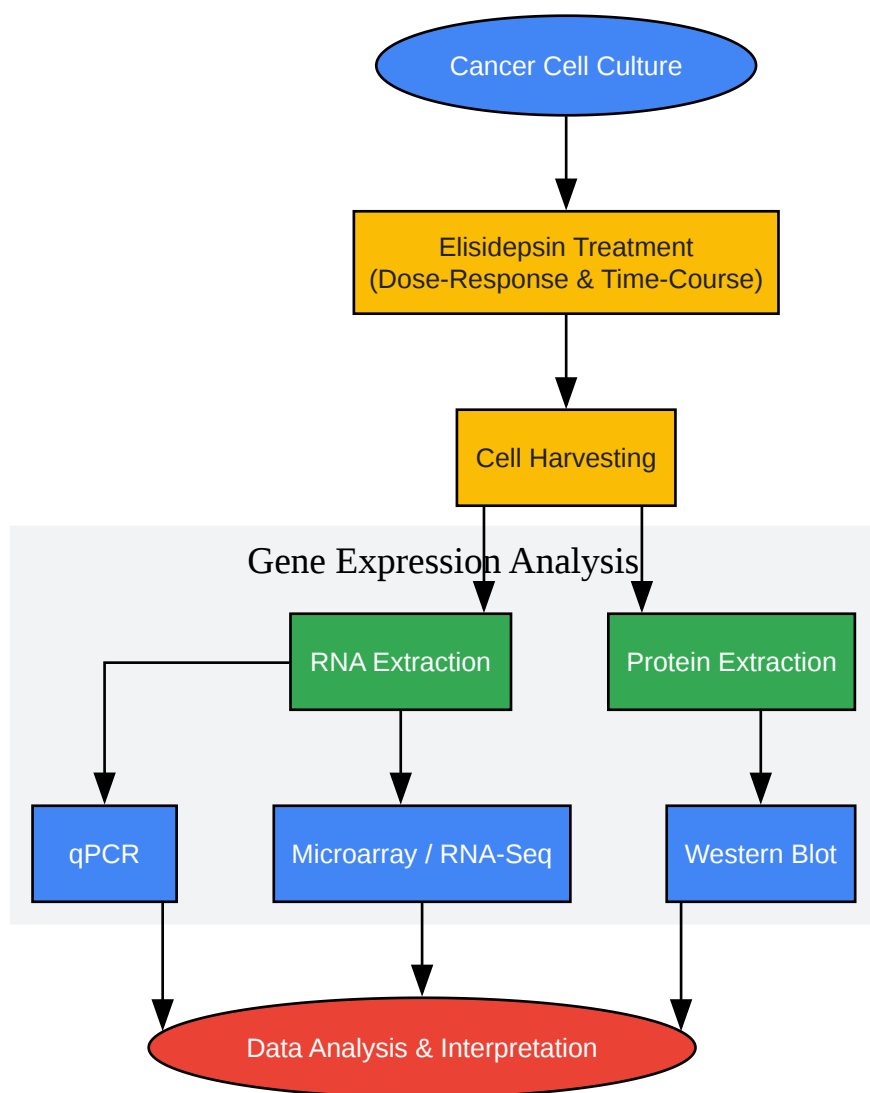 Cancer Cell Culture
Elisidepsin Treatment
(Dose-Response & Time-Course)
Cell Harvesting
Gene Expression Analysis
RNA Extraction
Protein Extraction
qPCR
Microarray / RNA-Seq
Western Blot
Data Analysis & Interpretation